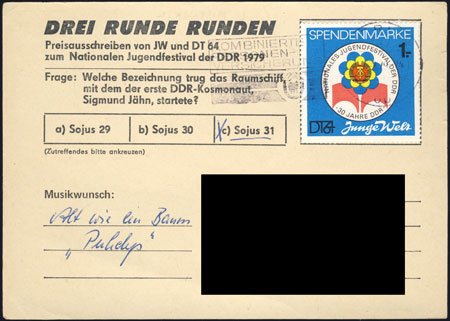 DREI RUNDE RUNDEN
Preisausschreiben von JW und DT 64
zum Nationalen Jugendfestival der DDR 1979
Frage: Welche Bezeichnung trug das Raumschiff,
mit dem der erste DDR-Kosmonaut,
Sigmund Jähn, startete?
a) Sojus 29 b) Sojus 30 c) Sojus 31
(Zutreffendes bitte ankreuzen)
SPENDENMARKE
1,-
NATIONALES JUGENDFESTIVAL DER DDR
30 JAHRE DDR
DT64 Junge Welt
Musikwunsch:
Alt wie ein Baum
„Puhdys"